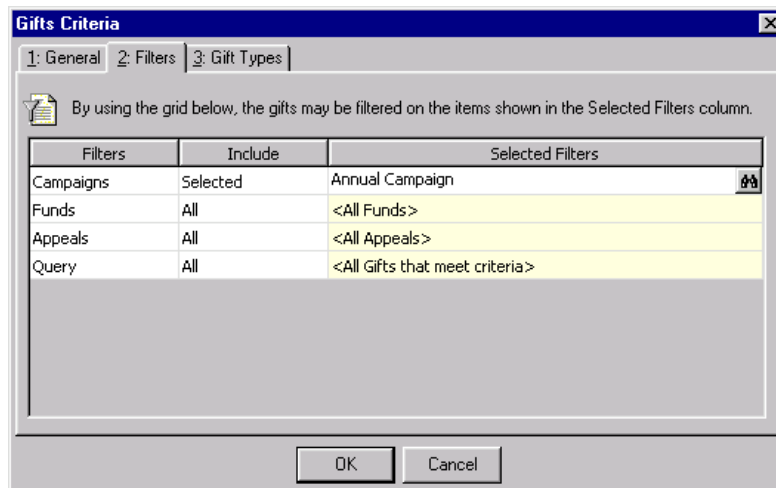 Gifts Criteria
1: General 2: Filters 3: Gift Types
By using the grid below, the gifts may be filtered on the items shown in the Selected Filters column.
Filters Include Selected Filters
Campaigns Selected Annual Campaign
Funds All <All Funds>
Appeals All <All Appeals>
Query All <All Gifts that meet criteria>
OK Cancel